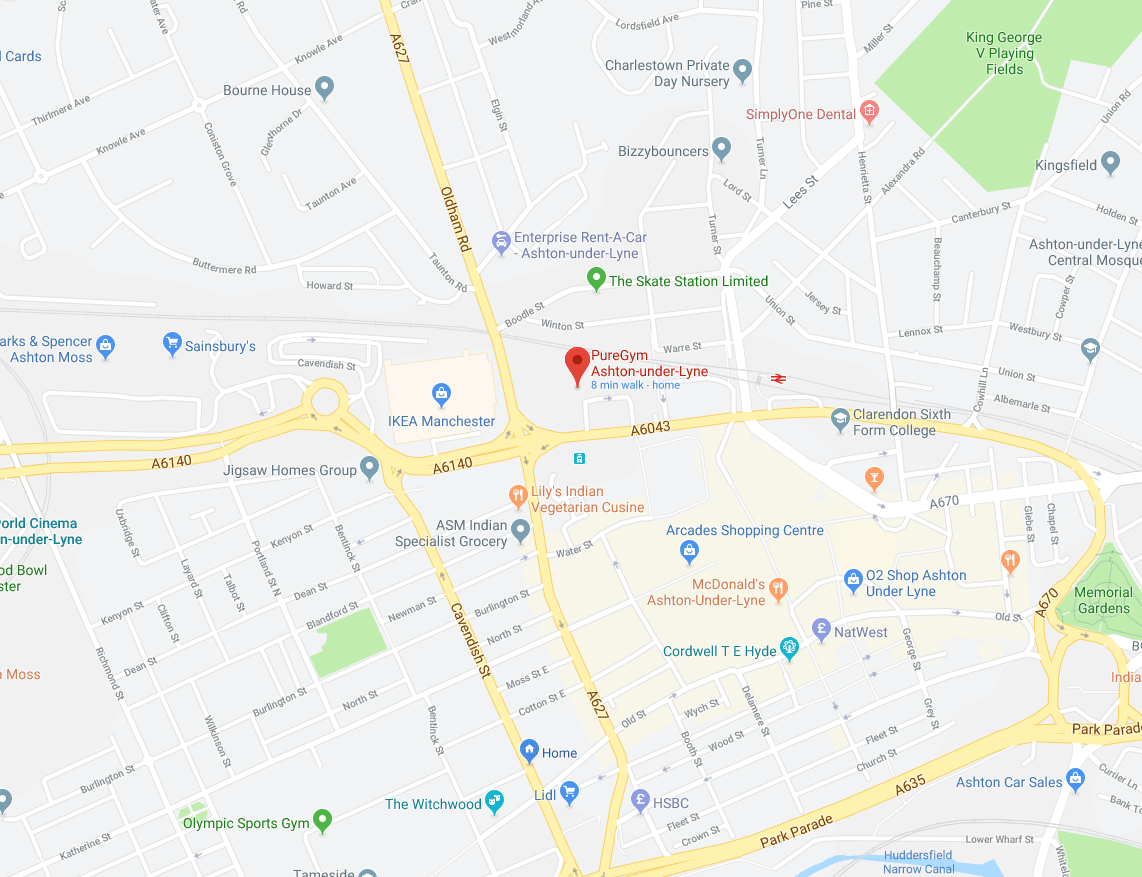 Lordsfield Ave
Pine St
Westmorland Ave
Knowle Ave
A627
Miller St
King George
V Playing
Fields
Cards
Charlestown Private
Day Nursery
Bourne House
Thirlmere Ave
Elgin St
SimplyOne Dental
Union Rd
Glenthorne Dr
Coniston Grove
Knowle Ave
Turner Ln
Bizzybouncers
Henrietta St
Alexandra Rd
Kingsfield
Taunton Ave
Lord St
Lees St
Oldham Rd
Turner St
Canterbury St
Holden St
Enterprise Rent-A-Car
- Ashton-under-Lyne
Beauchamp St
Ashton-under-Lyne
Central Mosque
Buttermere Rd
Taunton Rd
Howard St
The Skate Station Limited
Cowper St
Boodle St
Winton St
Union St
Jersey St
Lennox St
Westbury St
arks & Spencer
Ashton Moss
Sainsbury's
Warre St
Cavendish St
PureGym
Ashton-under-Lyne
8 min walk - home
Union St
Cowhill Ln
Albemarle St
IKEA Manchester
Clarendon Sixth
Form College
A6043
A6140
A6140
Jigsaw Homes Group
Lily's Indian
Vegetarian Cusine
A670
Glebe St
Chapel St
orld Cinema
n-under-Lyne
Uxbridge St
Kenyon St
Bentinck St
ASM Indian
Specialist Grocery
Arcades Shopping Centre
Water St
Portland St N
Layard St
Talbot St
od Bowl
ster
Dean St
McDonald's
Ashton-Under-Lyne
O2 Shop Ashton
Under Lyne
Memorial
Gardens
Kenyon St
Clifton St
Blandford St
Newman St
Burlington St
Cavendish St
A670
Old St
North St
NatWest
George St
Cordwell T E Hyde
Dean St
Moss
Richmond St
Moss St E
Indian
Burlington St
North St
Cotton St E
A627
Wych St
Delamere St
Grey St
Old St
Wilkinson St
Bentinck St
Booth St
Wood St
Fleet St
Park Parade
Home
Church St
Burlington St
Currier Ln
A635
Ashton Car Sales
Lidl
The Witchwood
HSBC
Olympic Sports Gym
Fleet St
Crown St
Park Parade
Katherine St
Lower Wharf St
Huddersfield
Narrow Canal
Tameside